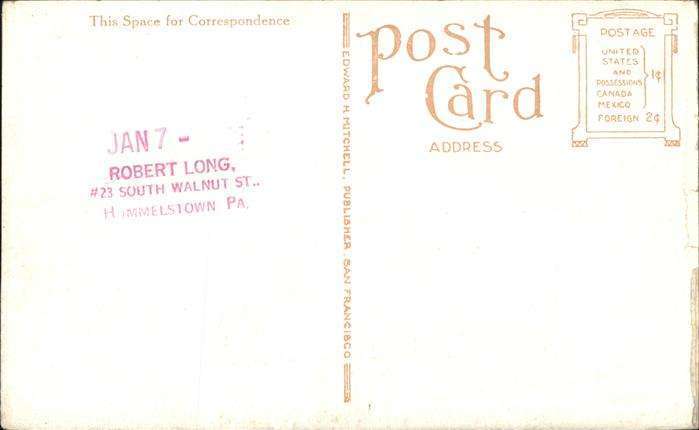 This Space for Correspondence
JAN 7 -
ROBERT LONG,
#23 SOUTH WALNUT ST..
HUMMELSTOWN PA.
EDWARD H. MITCHELL, PUBLISHER, SAN FRANCISCO
Post
Card
ADDRESS
POSTAGE
UNITED
STATES
AND
POSSESSIONS
CANADA
MEXICO
1¢
FOREIGN 2¢